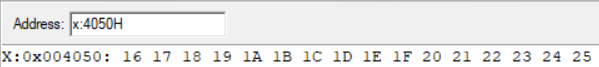 Address: x:4050H
X:0x004050: 16 17 18 19 1A 1B 1C 1D 1E 1F 20 21 22 23 24 25